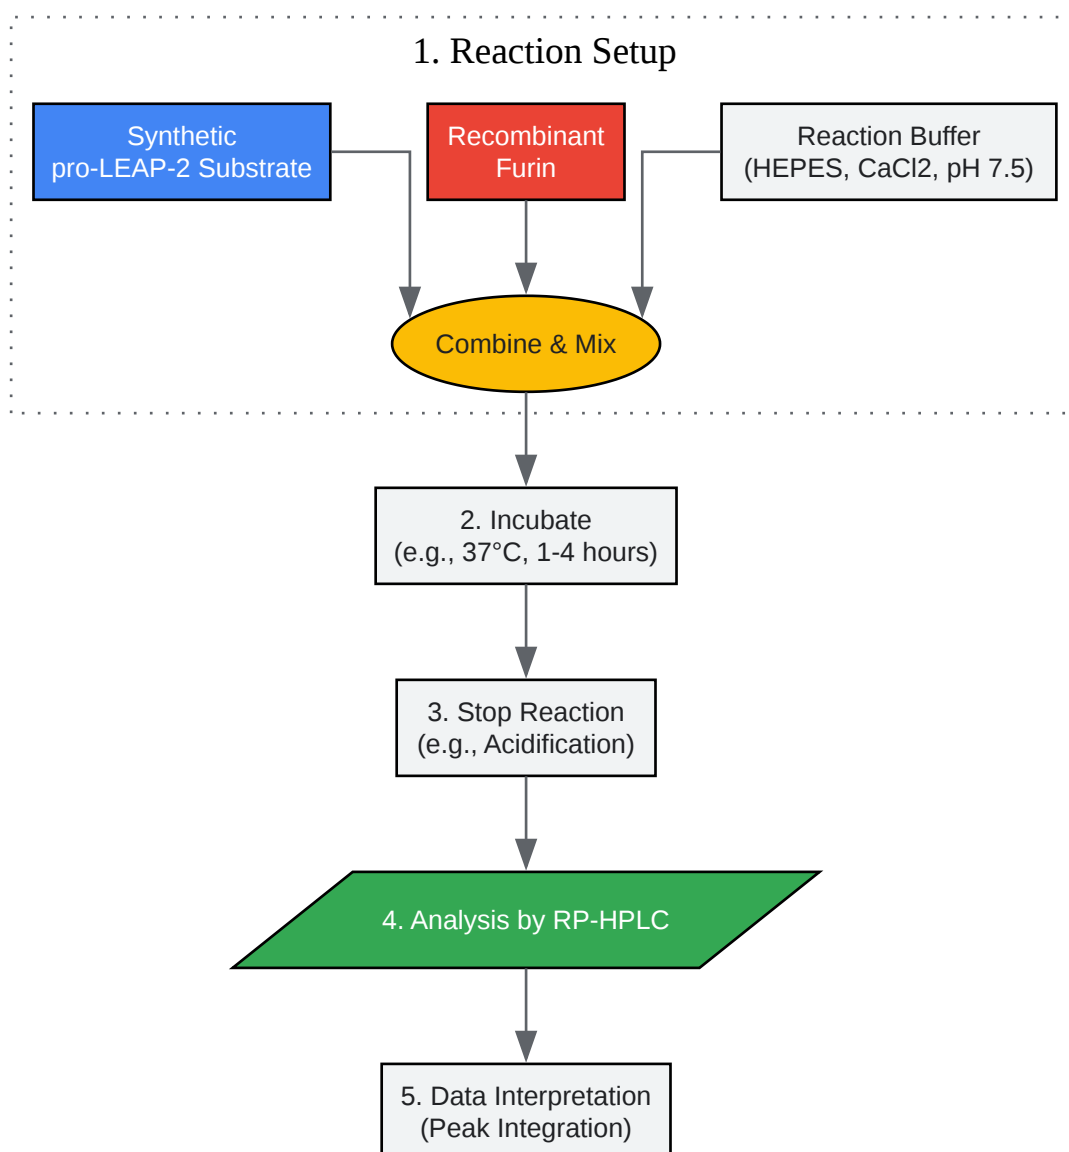 1. Reaction Setup
Synthetic
pro-LEAP-2 Substrate
Recombinant
Furin
Reaction Buffer
(HEPES, CaCl2, pH 7.5)
Combine & Mix
2. Incubate
(e.g., 37°C, 1-4 hours)
3. Stop Reaction
(e.g., Acidification)
4. Analysis by RP-HPLC
5. Data Interpretation
(Peak Integration)